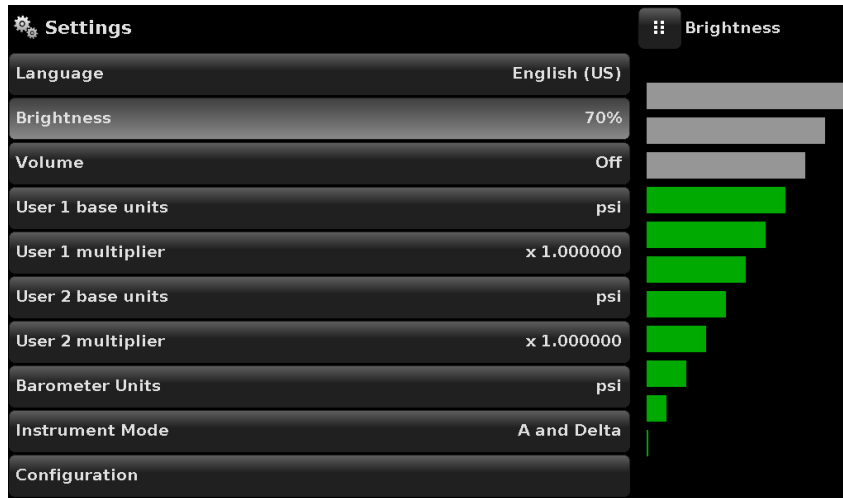 Settings
Language English (US)
Brightness 70%
Volume Off
User 1 base units psi
User 1 multiplier x 1.000000
User 2 base units psi
User 2 multiplier x 1.000000
Barometer Units psi
Instrument Mode A and Delta
Configuration
Brightness